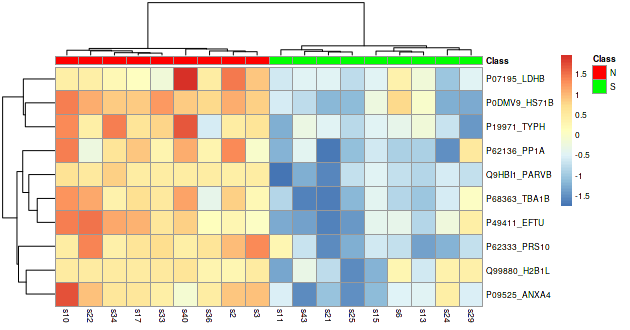 Class
P07195_LDHB
P0DMV9_HS71B
P19971_TYPH
P62136_PP1A
Q9HBI1_PARVB
P68363_TBA1B
P49411_EFTU
P62333_PRS10
Q99880_H2B1L
P09525_ANXA4
s10 s22 s34 s17 s33 s40 s36 s2 s3 s11 s43 s21 s25 s15 s6 s13 s24 s29
1.5
1
0.5
0
-0.5
-1
-1.5
Class
N
S